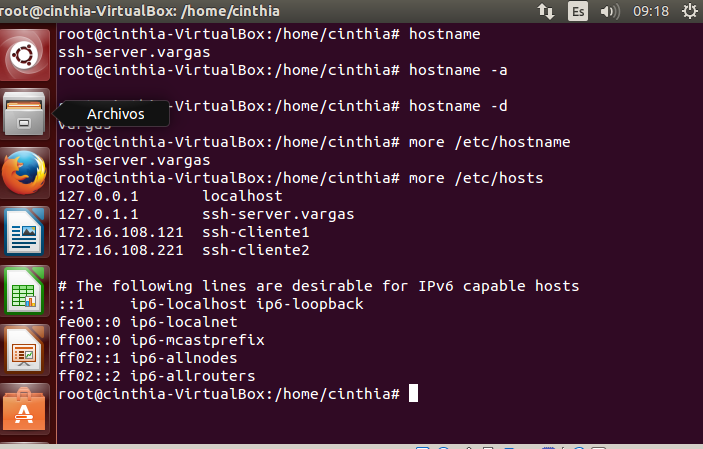 root@cinthia-VirtualBox: /home/cinthia
Es
09:18
root@cinthia-VirtualBox:/home/cinthia# hostname
ssh-server.vargas
root@cinthia-VirtualBox:/home/cinthia# hostname -a
Archivos
cinthia-VirtualBox:/home/cinthia# hostname -d
vargas
root@cinthia-VirtualBox:/home/cinthia# more /etc/hostname
ssh-server.vargas
root@cinthia-VirtualBox:/home/cinthia# more /etc/hosts
127.0.0.1 localhost
127.0.1.1 ssh-server.vargas
172.16.108.121 ssh-cliente1
172.16.108.221 ssh-cliente2
# The following lines are desirable for IPv6 capable hosts
::1 ip6-localhost ip6-loopback
fe00::0 ip6-localnet
ff00::0 ip6-mcastprefix
ff02::1 ip6-allnodes
ff02::2 ip6-allrouters
root@cinthia-VirtualBox:/home/cinthia#